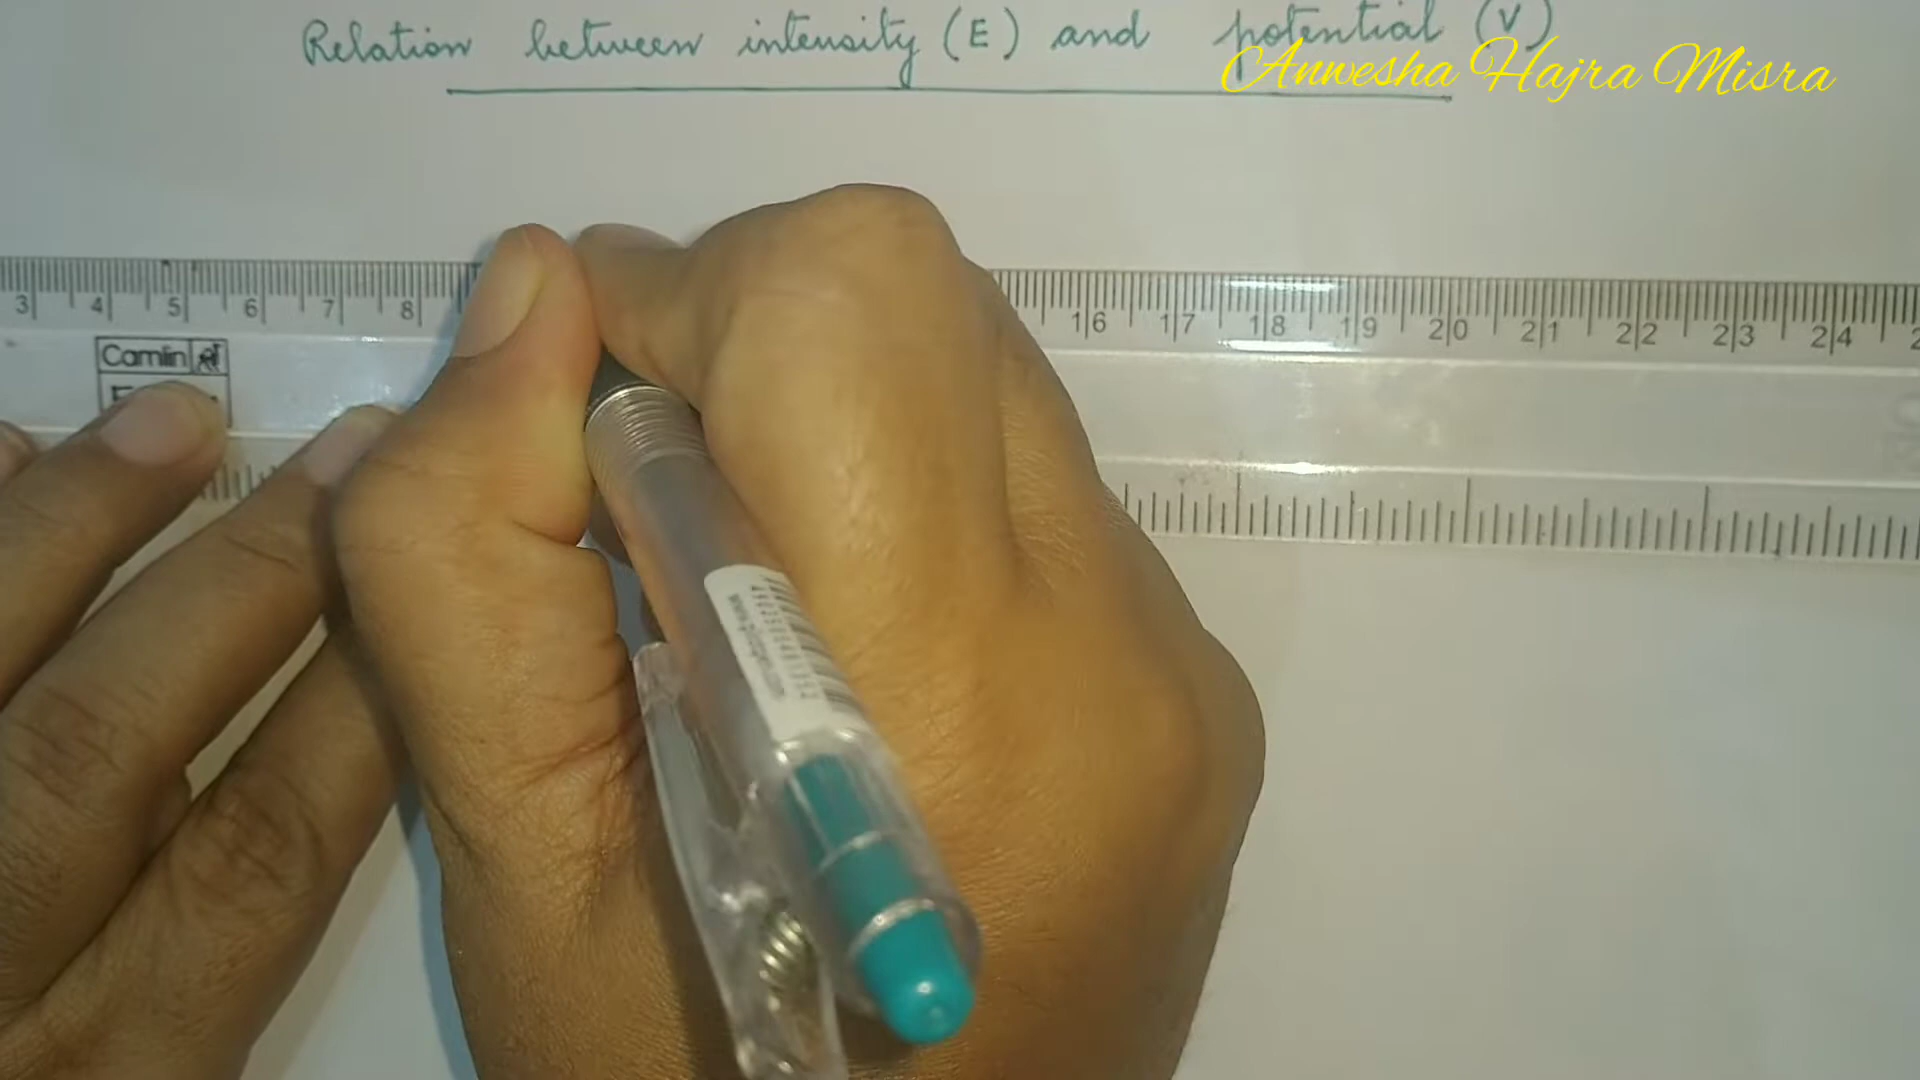 Relation between intensity (E) and potential (V)
Anwesha Hajra Misra
3 4 5 6 7 8 16 17 18 19 20 21 22 23 24
Camlin